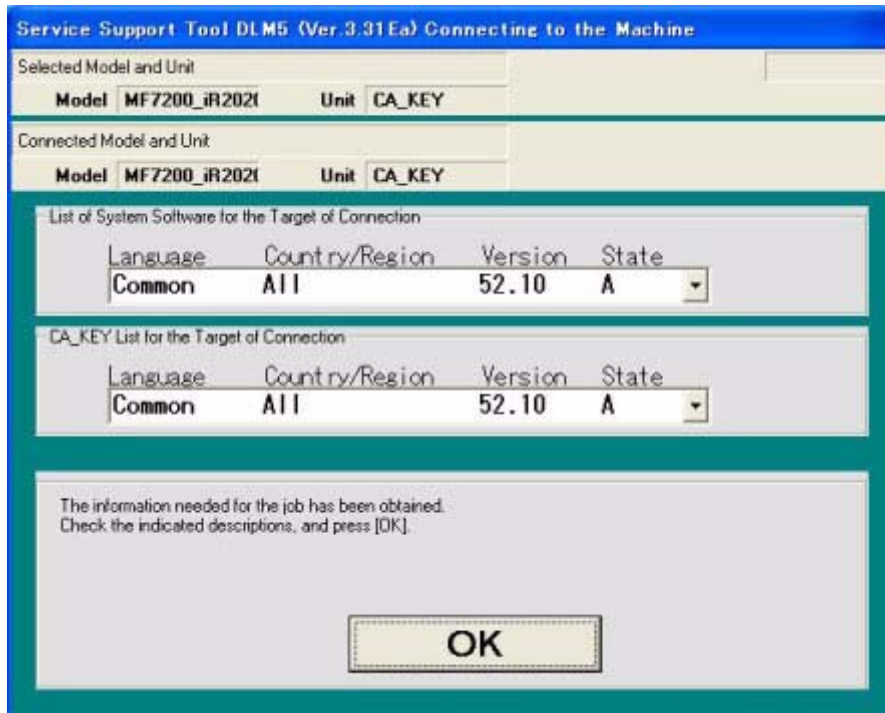 Service Support Tool DLM5 (Ver.3.31Ea) Connecting to the Machine
Selected Model and Unit
Model MF7200_iR202( Unit CA_KEY
Connected Model and Unit
Model MF7200_iR202( Unit CA_KEY
List of System Software for the Target of Connection
Language Country/Region Version State
Common All 52.10 A
CA_KEY List for the Target of Connection
Language Country/Region Version State
Common All 52.10 A
The information needed for the job has been obtained.
Check the indicated descriptions, and press [OK].
OK